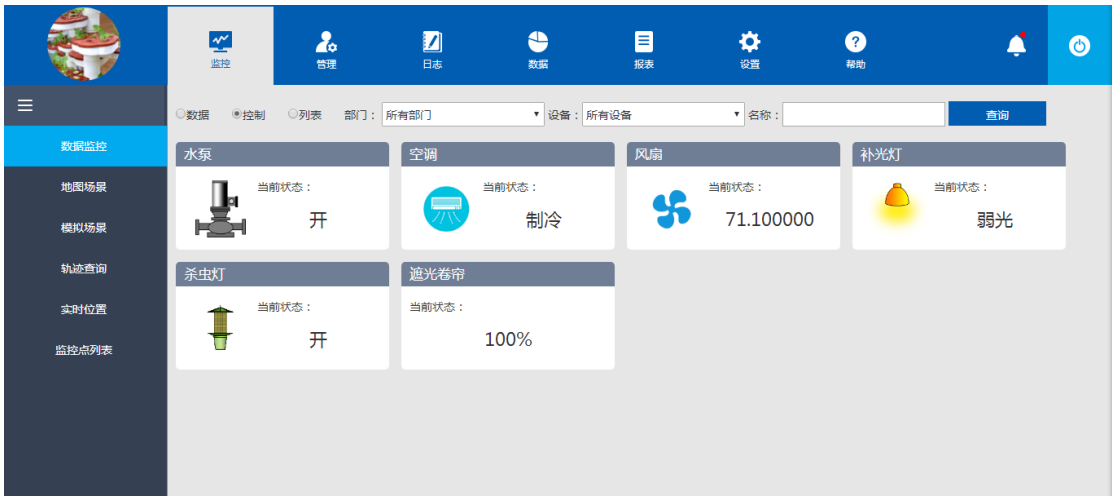 监控 管理 日志 数据 报表 设置 帮助
数据 控制 列表 部门： 所有部门 设备： 所有设备 名称： 查询
数据监控
地图场景
模拟场景
轨迹查询
实时位置
监控点列表
水泵
当前状态：
开
空调
当前状态：
制冷
风扇
当前状态：
71.100000
补光灯
当前状态：
弱光
杀虫灯
当前状态：
开
遮光卷帘
当前状态：
100%